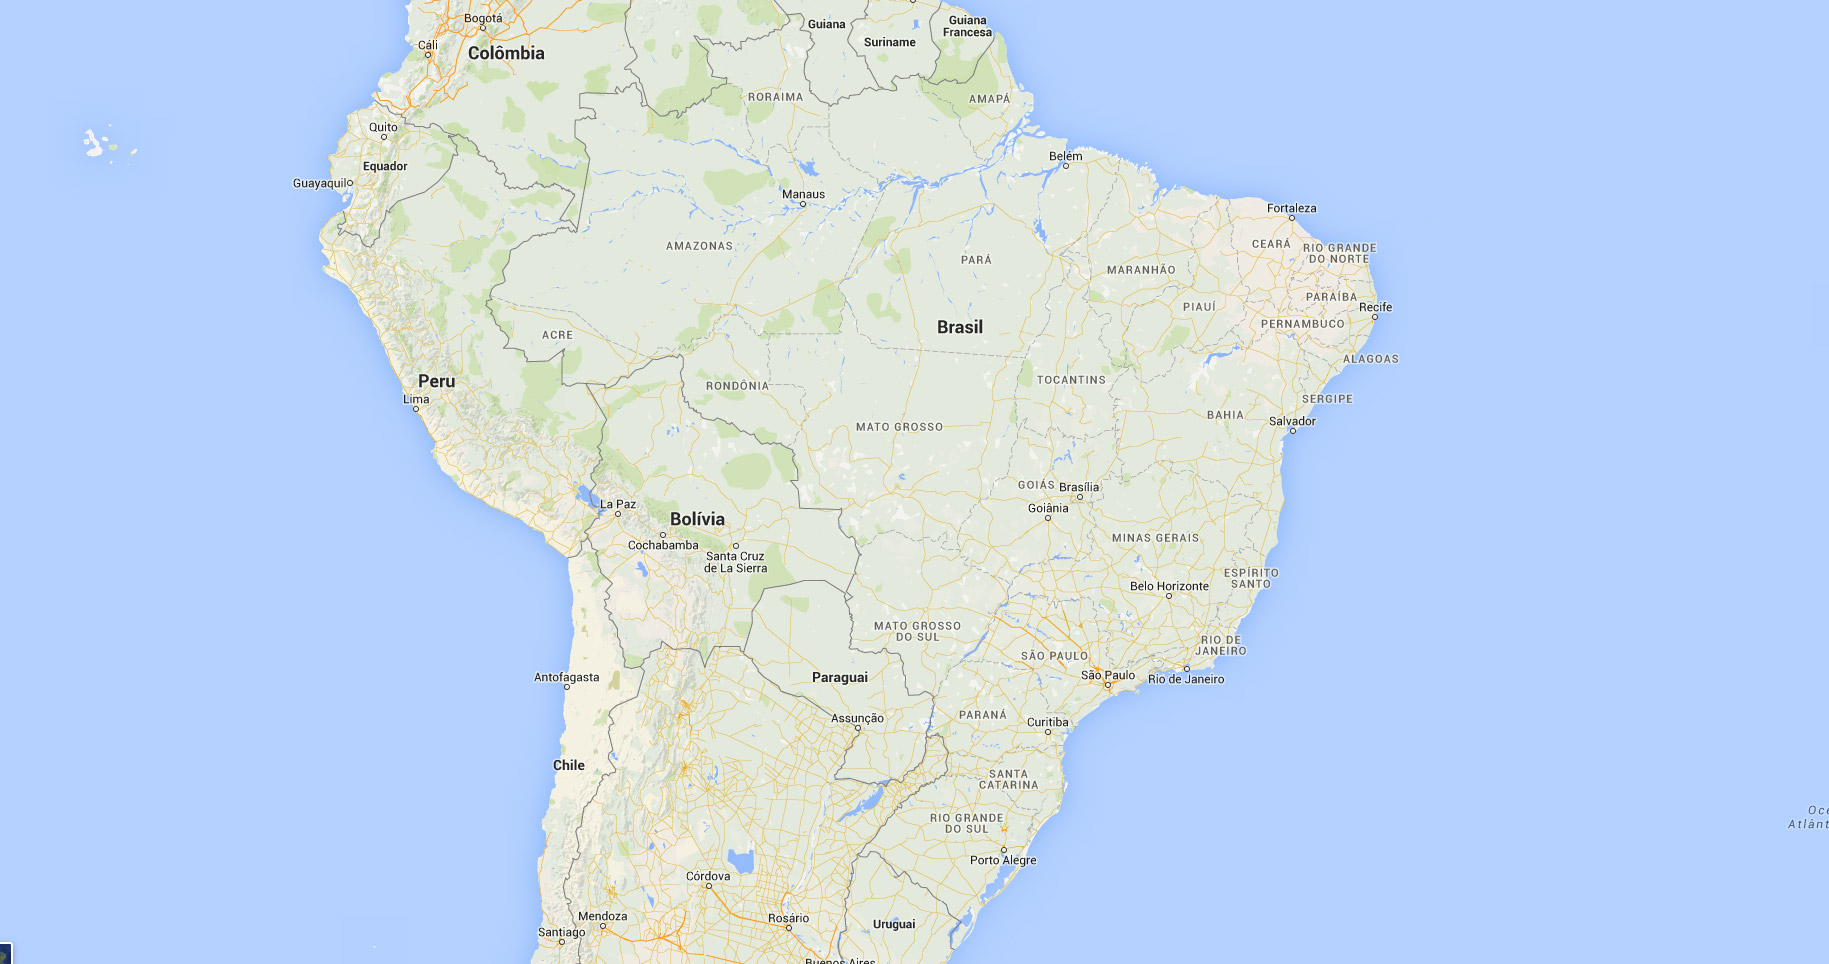 Bogotá
Guiana
Guiana
Francesa
Cáli
Suriname
Colômbia
RORAIMA
AMAPÁ
Quito
Belém
Equador
Guayaquil
Manaus
Fortaleza
AMAZONAS
CEARÁ
RIO GRANDE
DO NORTE
PARÁ
MARANHÃO
PIAUÍ
PARAÍBA
Recife
Brasil
PERNAMBUCO
ACRE
ALAGOAS
Peru
RONDÔNIA
TOCANTINS
Lima
SERGIPE
BAHIA
Salvador
MATO GROSSO
GOIÁS
Brasília
La Paz
Goiânia
Bolívia
MINAS GERAIS
Cochabamba
Santa Cruz
de La Sierra
ESPÍRITO
SANTO
Belo Horizonte
MATO GROSSO
DO SUL
RIO DE
JANEIRO
SÃO PAULO
São Paulo
Rio de Janeiro
Antofagasta
Paraguai
Assunção
PARANÁ
Curitiba
Chile
SANTA
CATARINA
RIO GRANDE
DO SUL
Oce
Atlânt
Porto Alegre
Córdova
Mendoza
Rosário
Uruguai
Santiago
Buenos Aires